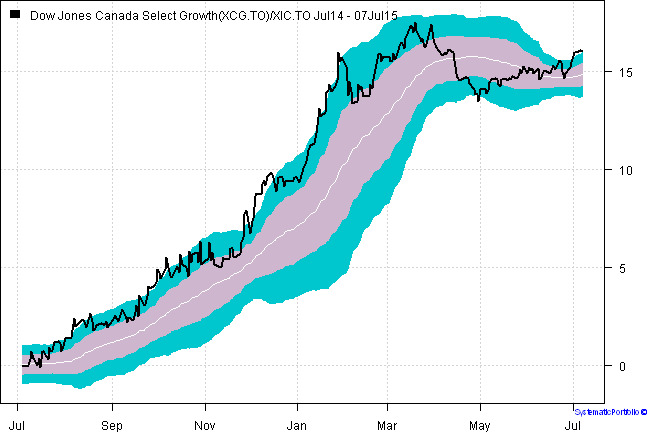 Dow Jones Canada Select Growth(XCG.TO)/XIC.TO Jul14 - 07Jul15
15
10
5
0
SystematicPortfolio ©
Jul Sep Nov Jan Mar May Jul